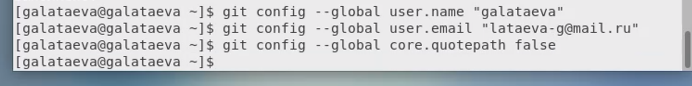 [galataeva@galataeva ~]$ git config --global user.name "galataeva"
[galataeva@galataeva ~]$ git config --global user.email "lataeva-g@mail.ru"
[galataeva@galataeva ~]$ git config --global core.quotepath false
[galataeva@galataeva ~]$